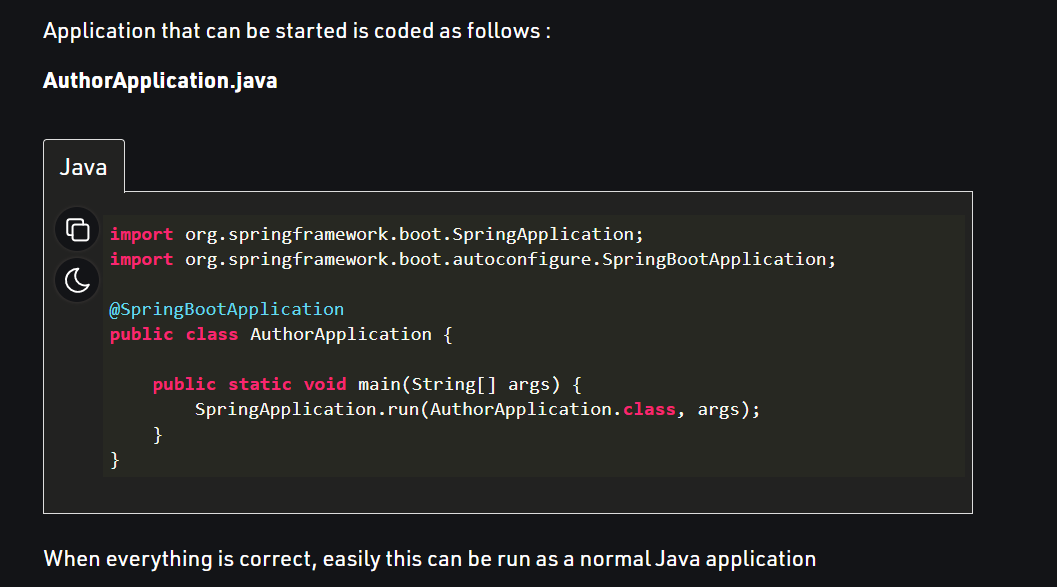 Application that can be started is coded as follows :
AuthorApplication.java
Java
import org.springframework.boot.SpringApplication;
import org.springframework.boot.autoconfigure.SpringBootApplication;
@SpringBootApplication
public class AuthorApplication {
    public static void main(String[] args) {
        SpringApplication.run(AuthorApplication.class, args);
    }
}
When everything is correct, easily this can be run as a normal Java application